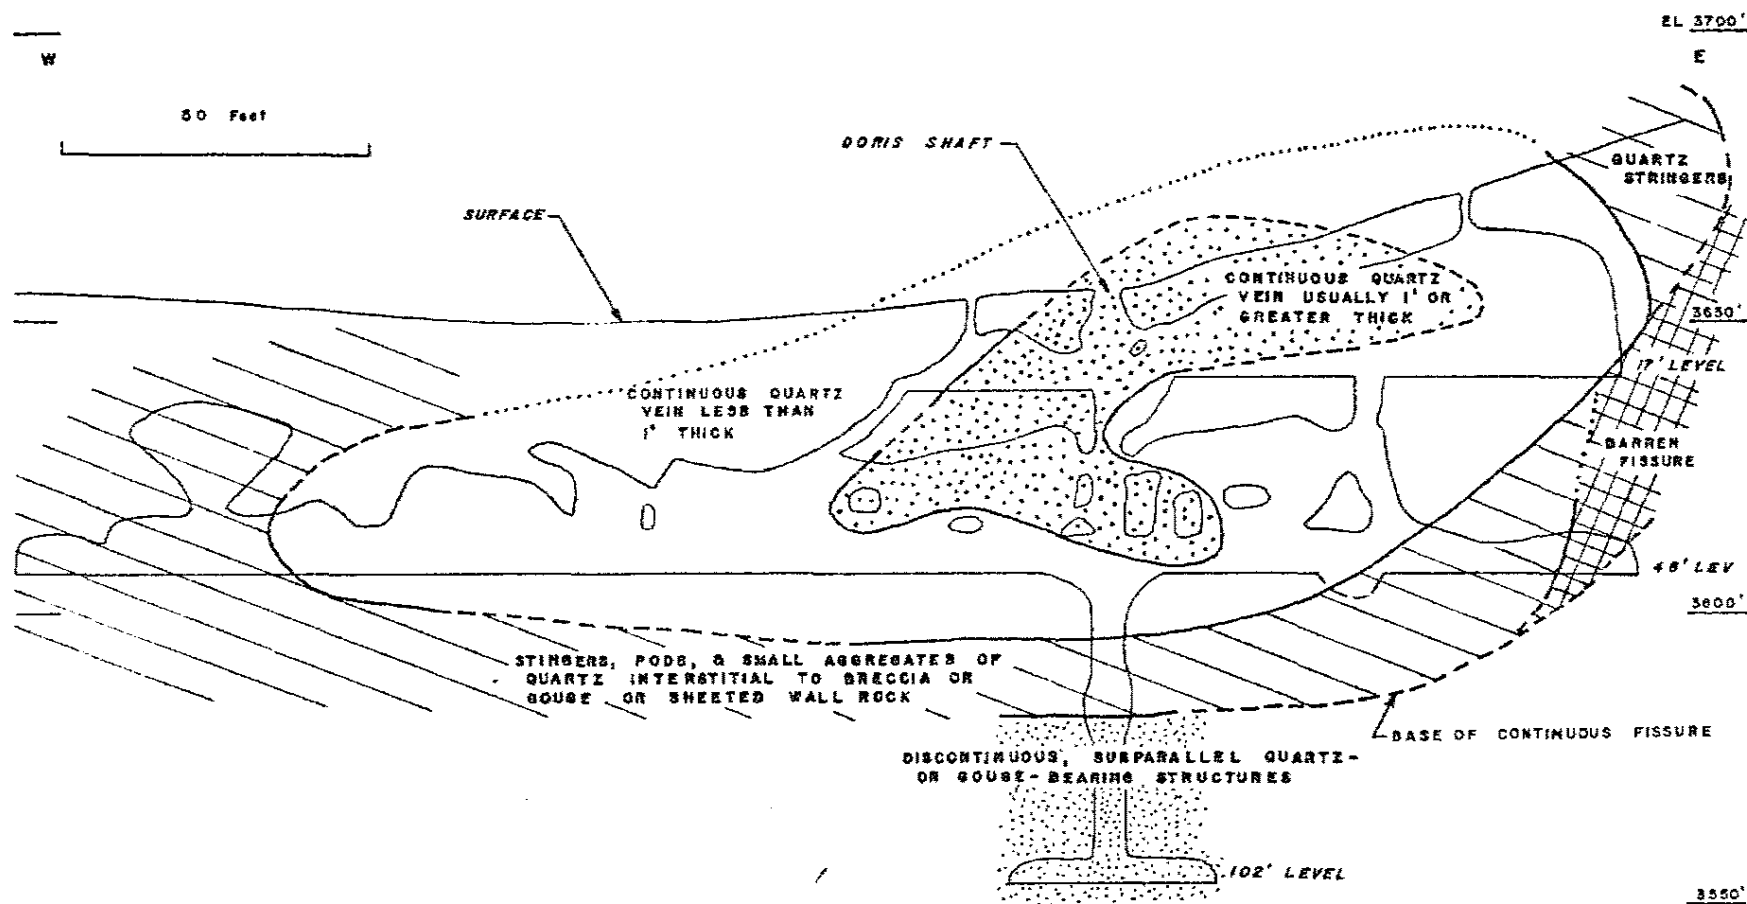 EL 3700'
W
E
50 Feet
DORIS SHAFT
QUARTZ
STRINGERS
SURFACE
CONTINUOUS QUARTZ
VEIN USUALLY 1' OR
GREATER THICK
3650'
17' LEVEL
CONTINUOUS QUARTZ
VEIN LESS THAN
1' THICK
BARREN
FISSURE
48' LEV
3600'
STINGERS, PODS, & SMALL AGGREGATES OF
QUARTZ INTERSTITIAL TO BRECCIA OR
GOUGE OR SHEETED WALL ROCK
BASE OF CONTINUOUS FISSURE
DISCONTINUOUS, SUBPARALLEL QUARTZ-
OR GOUGE-BEARING STRUCTURES
102' LEVEL
3550'